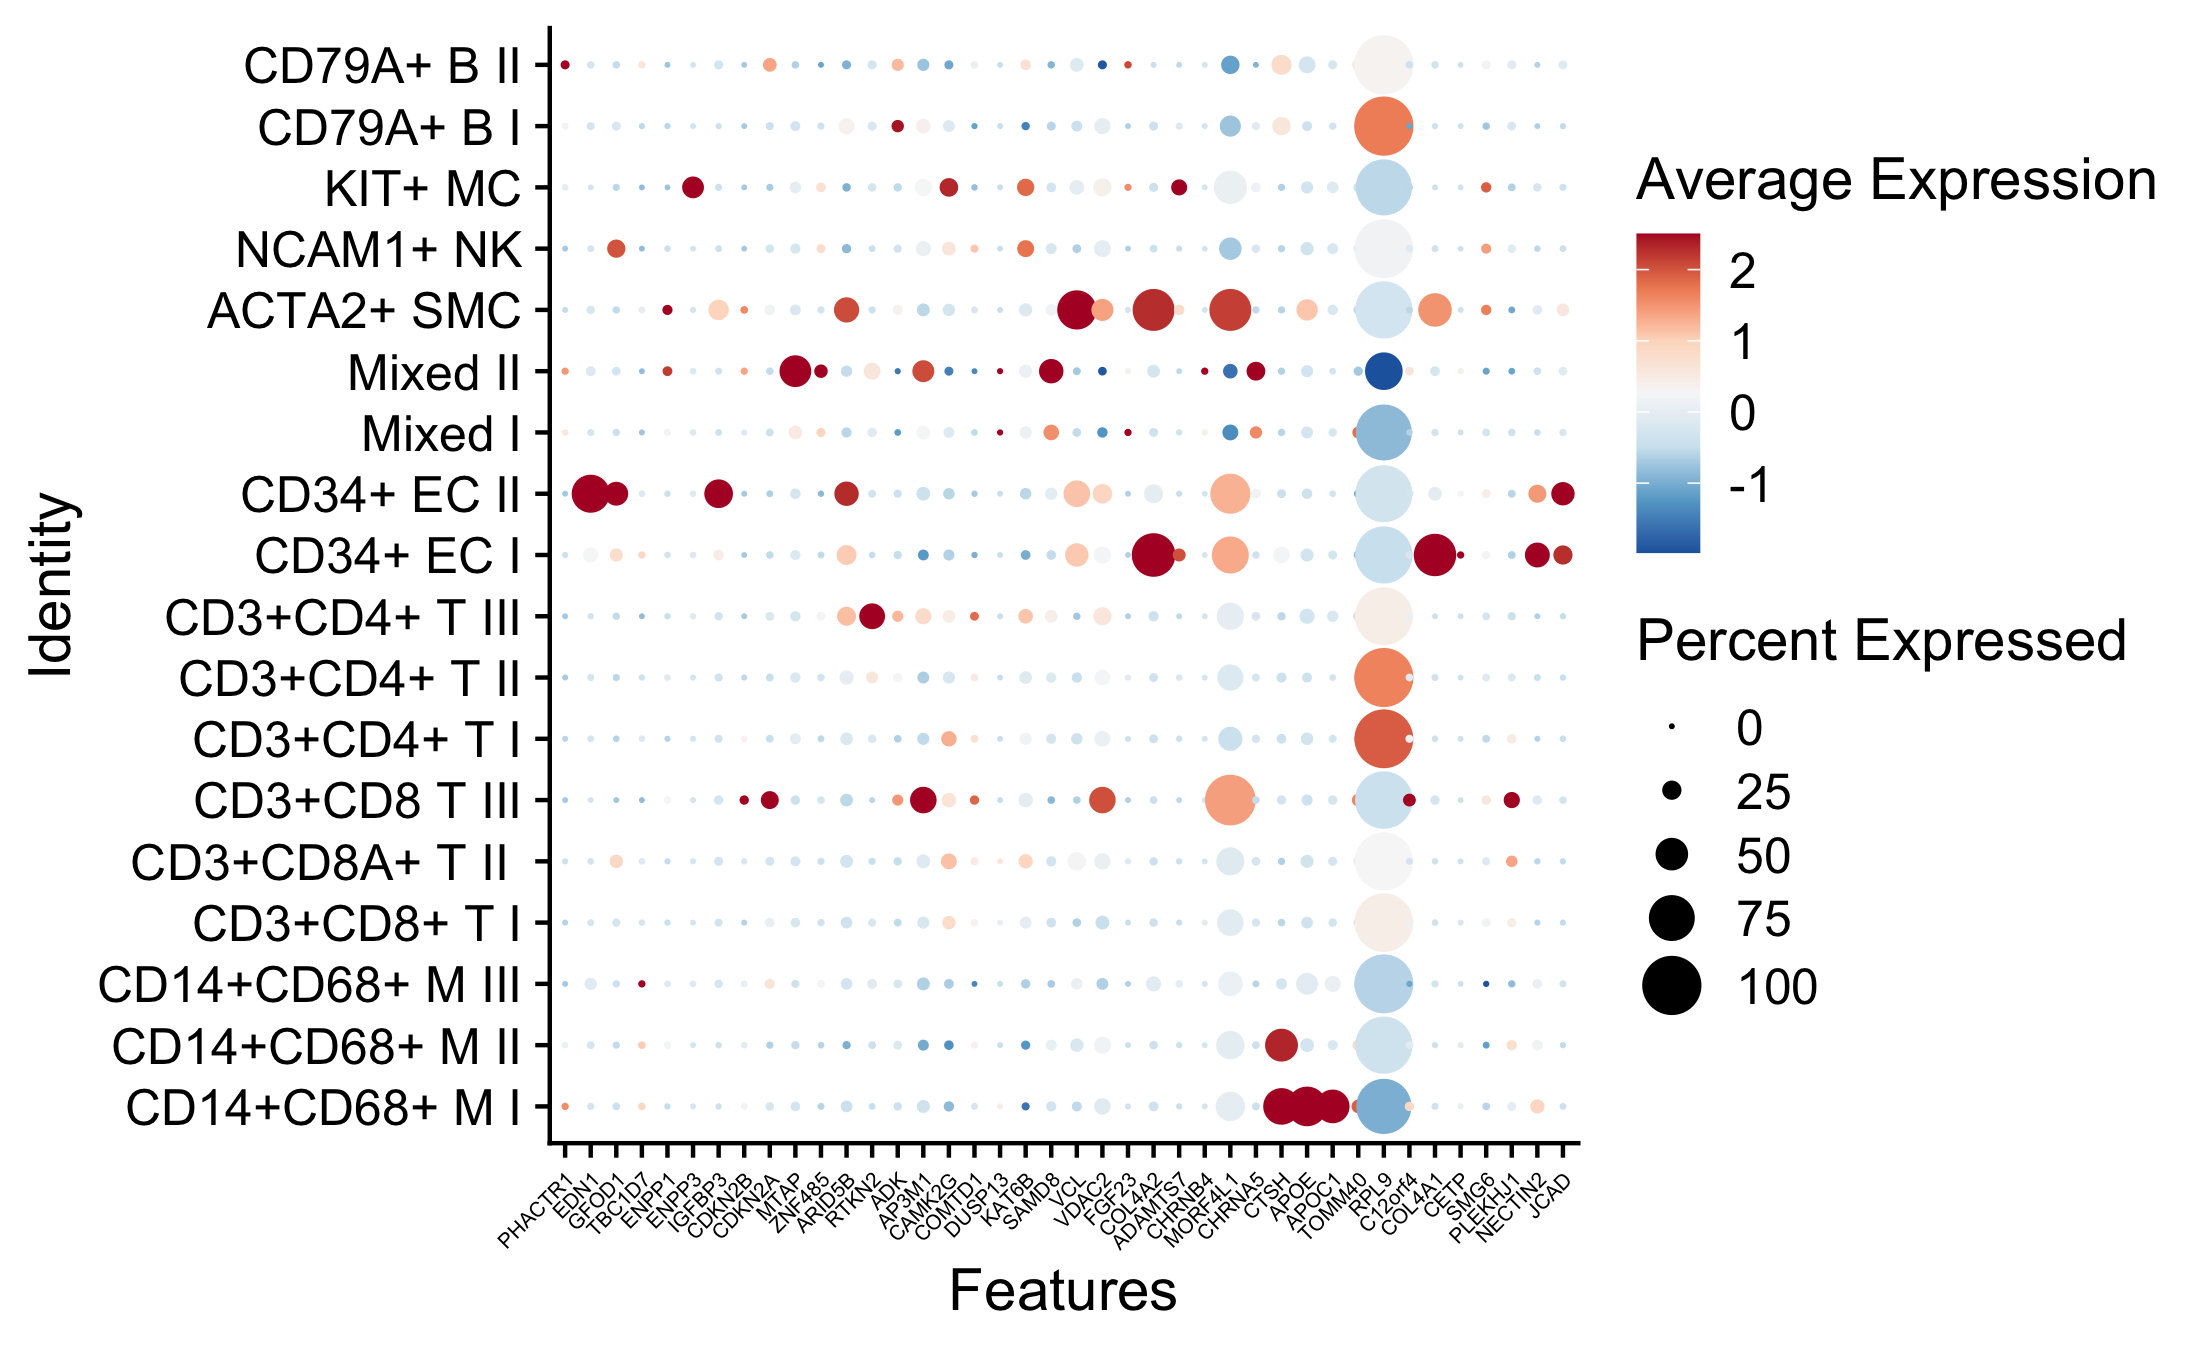 CD79A+ B II
CD79A+ B I
KIT+ MC
NCAM1+ NK
ACTA2+ SMC
Mixed II
Mixed I
CD34+ EC II
CD34+ EC I
CD3+CD4+ T III
CD3+CD4+ T II
CD3+CD4+ T I
CD3+CD8 T III
CD3+CD8A+ T II
CD3+CD8+ T I
CD14+CD68+ M III
CD14+CD68+ M II
CD14+CD68+ M I
Identity
PHACTR1
EDN1
GFOD1
TBC1D7
ENPP1
ENPP3
IGFBP3
CDKN2B
CDKN2A
MTAP
ZNF485
ARID5B
RTKN2
ADK
AP3M1
CAMK2G
COMTD1
DUSP13
KAT6B
SAMD8
VCL
VDAC2
FGF23
COL4A2
ADAMTS7
CHRNB4
MORF4L1
CHRNA5
CTSH
APOE
APOC1
TOMM40
RPL9
C12orf4
COL4A1
CETP
SMG6
PLEKHJ1
NECTIN2
JCAD
Features
Average Expression
2
1
0
-1
Percent Expressed
0
25
50
75
100